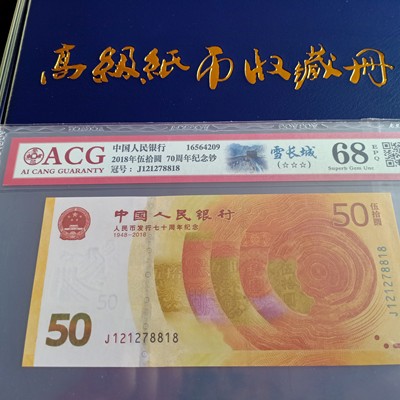 高级纸币收藏册
ACG
AI CANG GUARANTY
中国人民银行 16564209
2018年伍拾圆 70周年纪念钞
冠号：J121278818
雪长城
(☆☆☆)
68 EPQ
Superb Gem Unc
中国人民银行
人民币发行七十周年纪念
1948-2018
50 伍拾圆
50
J121278818